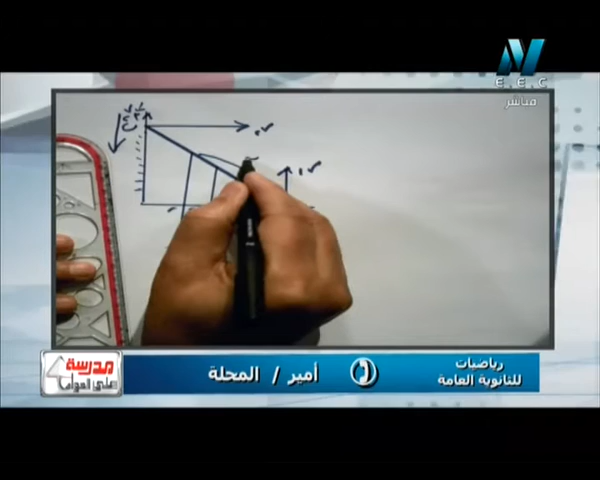 E E C
مباشر
رياضيات
للثانوية العامة
أمير / المحلة
مدرسة
على الهواء